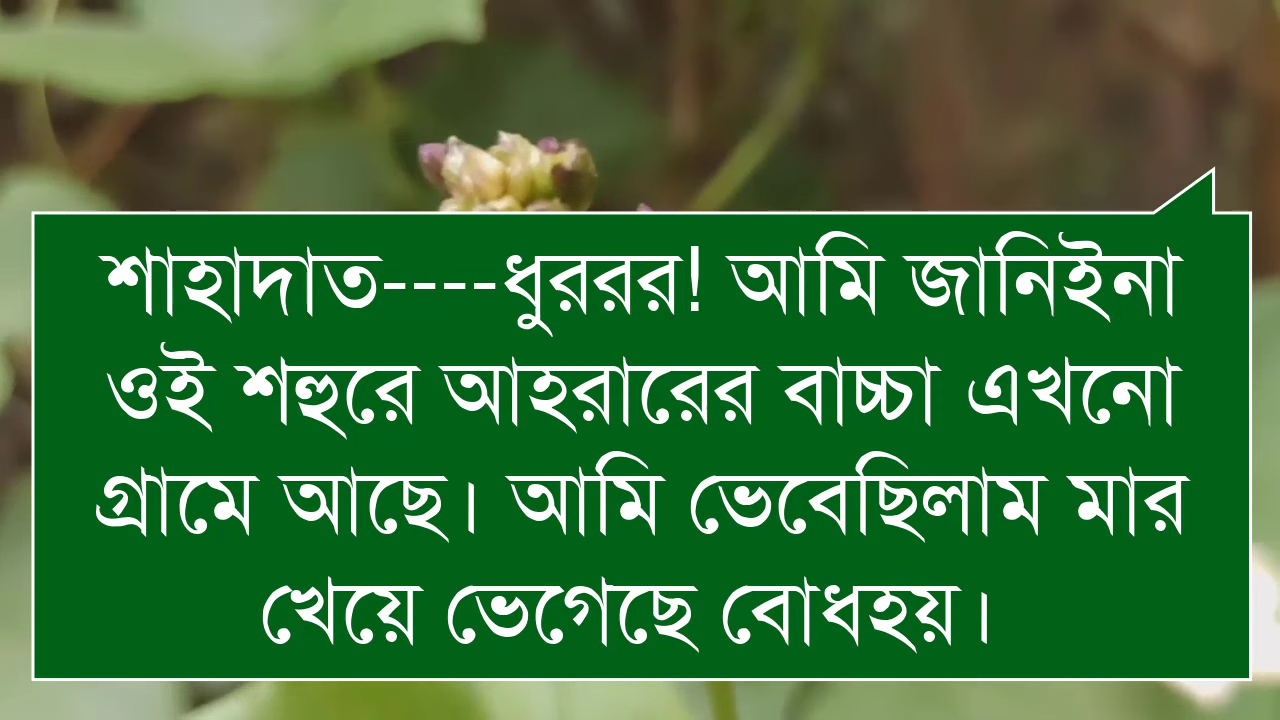 শাহাদাত----ধুররর! আমি জানিইনা
ওই শহুরে আহরারের বাচ্চা এখনো
গ্রামে আছে। আমি ভেবেছিলাম মার
খেয়ে ভেগেছে বোধহয়।